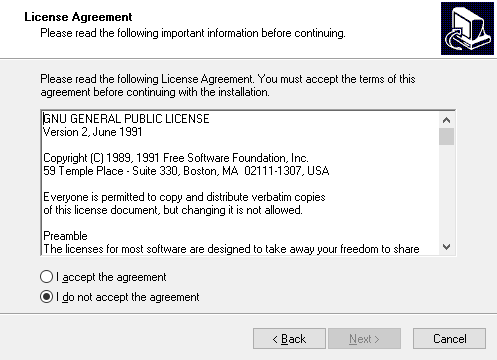 License Agreement
Please read the following important information before continuing.
Please read the following License Agreement. You must accept the terms of this
agreement before continuing with the installation.
GNU GENERAL PUBLIC LICENSE
Version 2, June 1991
Copyright (C) 1989, 1991 Free Software Foundation, Inc.
59 Temple Place - Suite 330, Boston, MA  02111-1307, USA
Everyone is permitted to copy and distribute verbatim copies
of this license document, but changing it is not allowed.
Preamble
The licenses for most software are designed to take away your freedom to share
I accept the agreement
I do not accept the agreement
< Back
Next >
Cancel